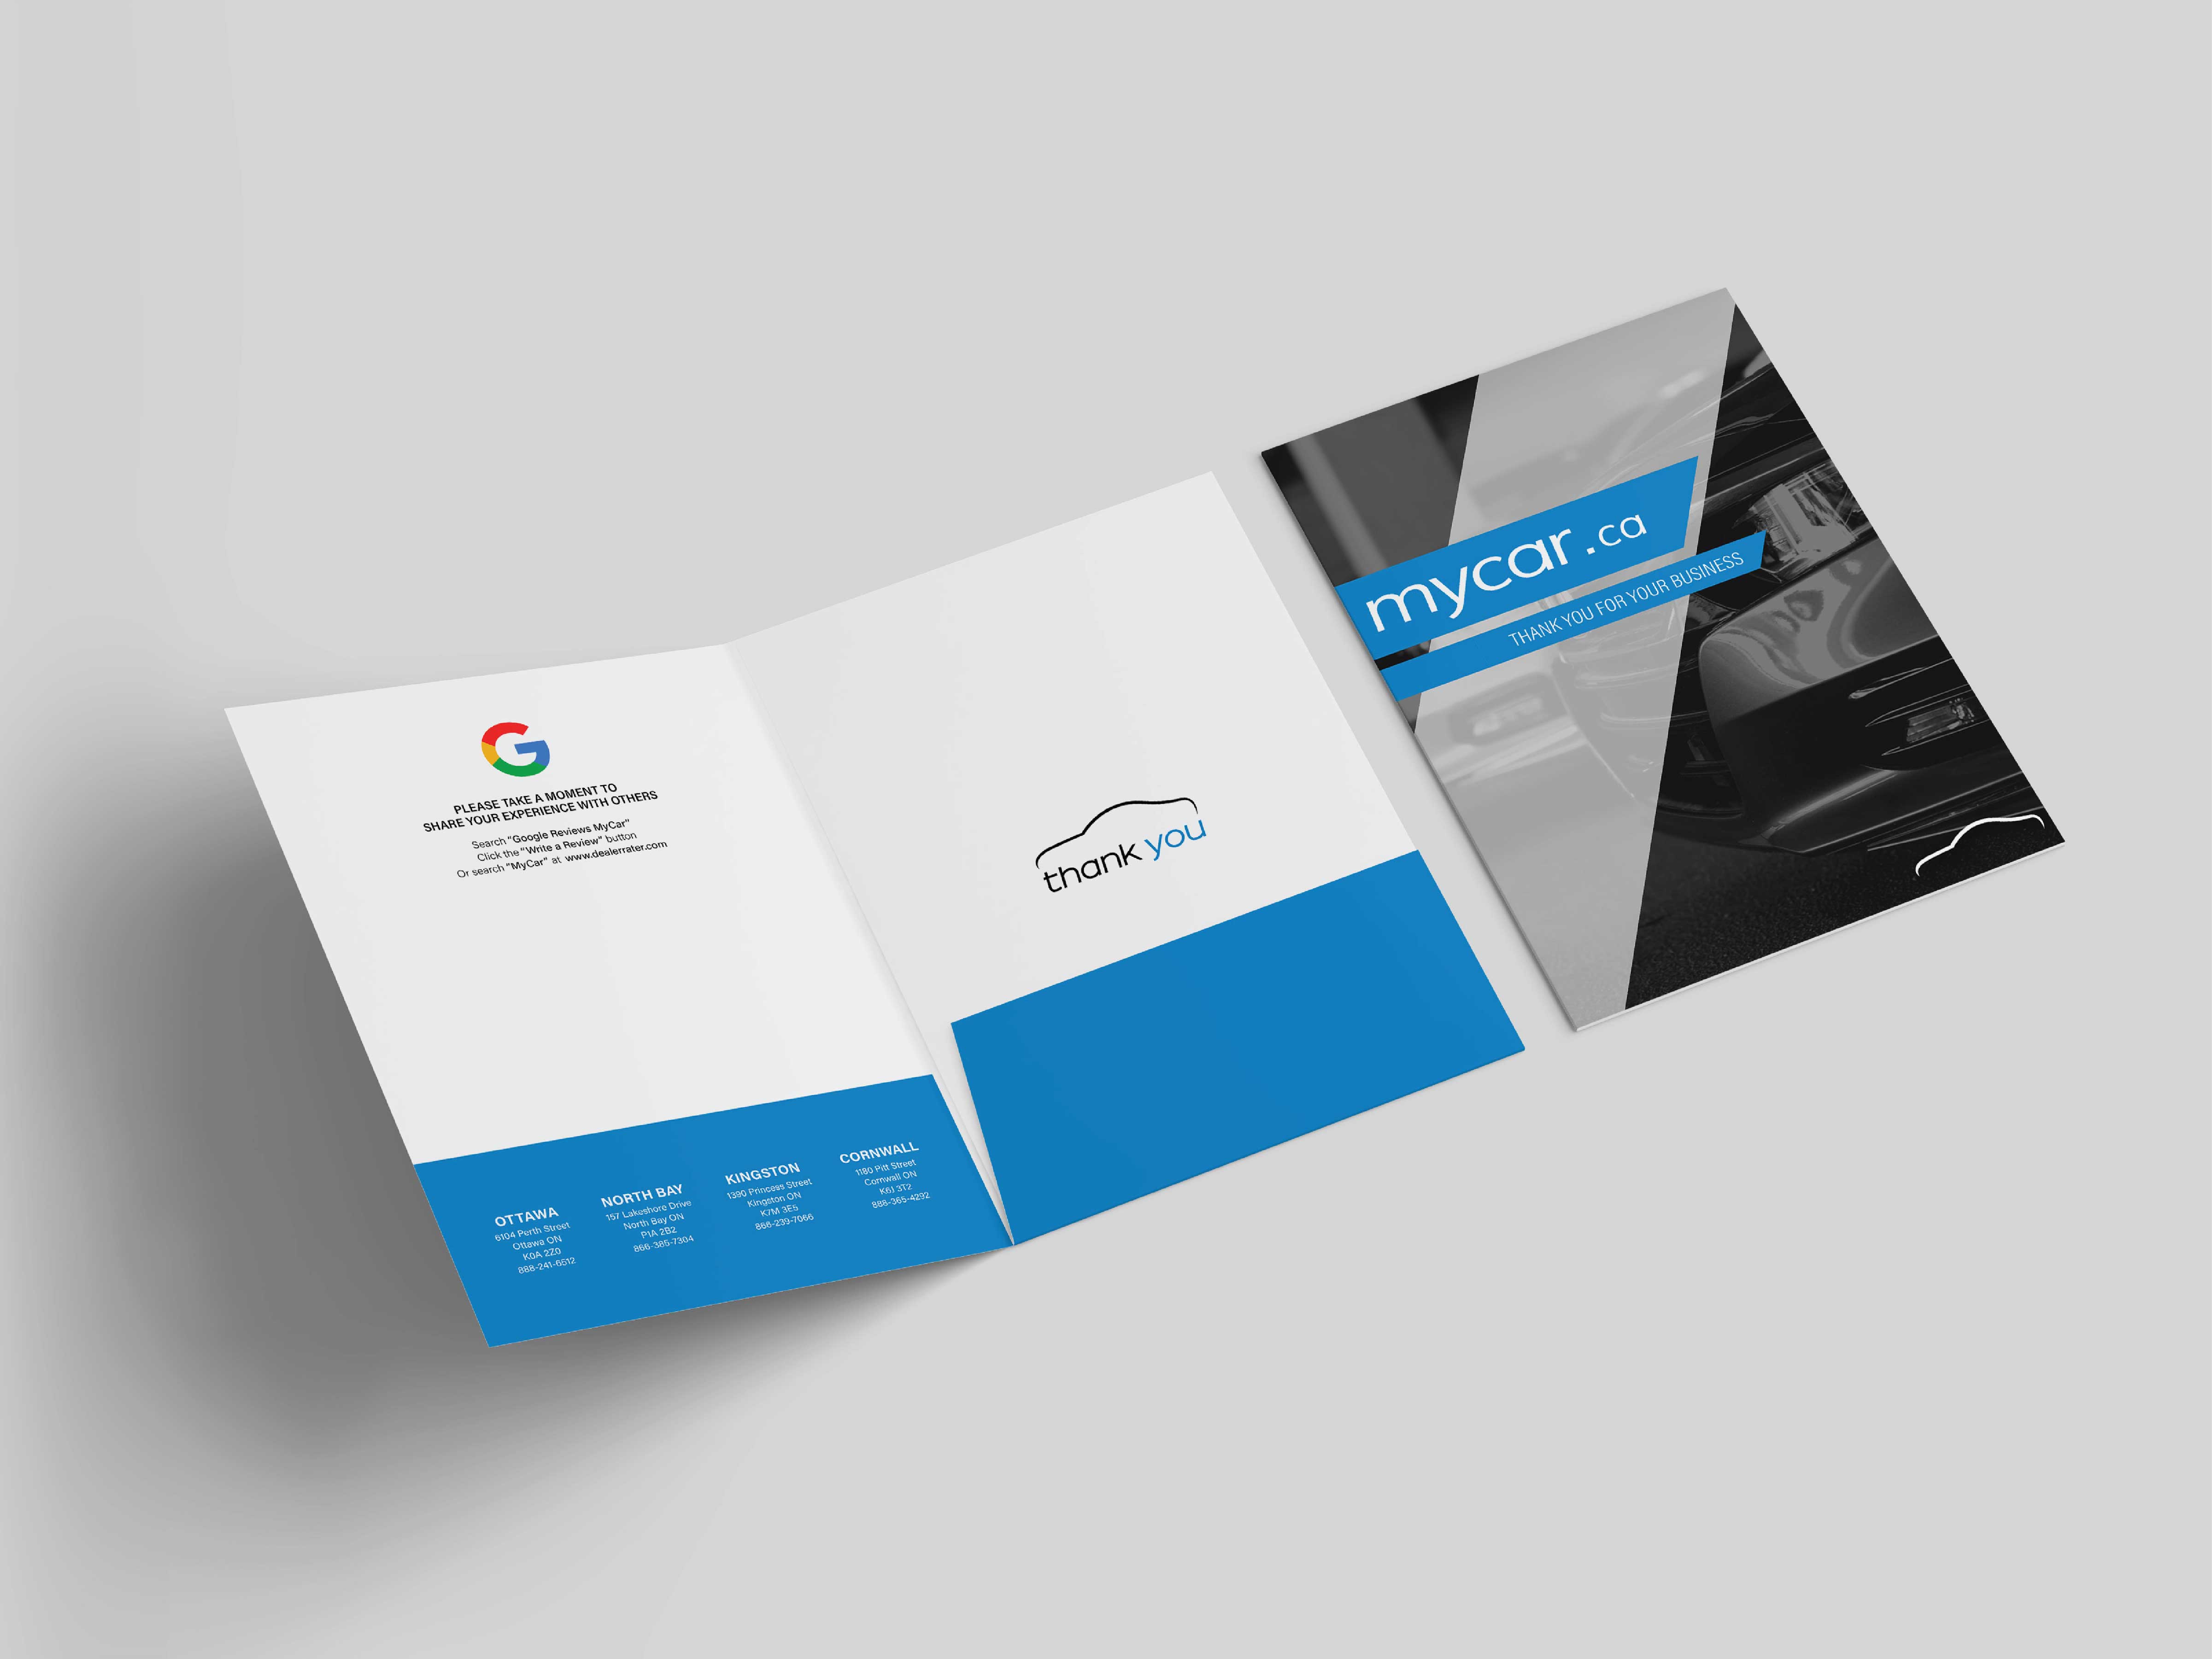 G
PLEASE TAKE A MOMENT TO
SHARE YOUR EXPERIENCE WITH OTHERS
Search "Google Reviews MyCar"
Click the "Write a Review" button
Or search "MyCar" at www.dealerrater.com
OTTAWA
6104 Perth Street
Ottawa ON
K0A 2Z0
888-241-6512
NORTH BAY
157 Lakeshore Drive
North Bay ON
P1A 2B2
866-385-7304
KINGSTON
1390 Princess Street
Kingston ON
K7M 3E5
866-239-7066
CORNWALL
1180 Pitt Street
Cornwall ON
K6J 3T2
888-365-4292
thank you
mycar.ca
THANK YOU FOR YOUR BUSINESS